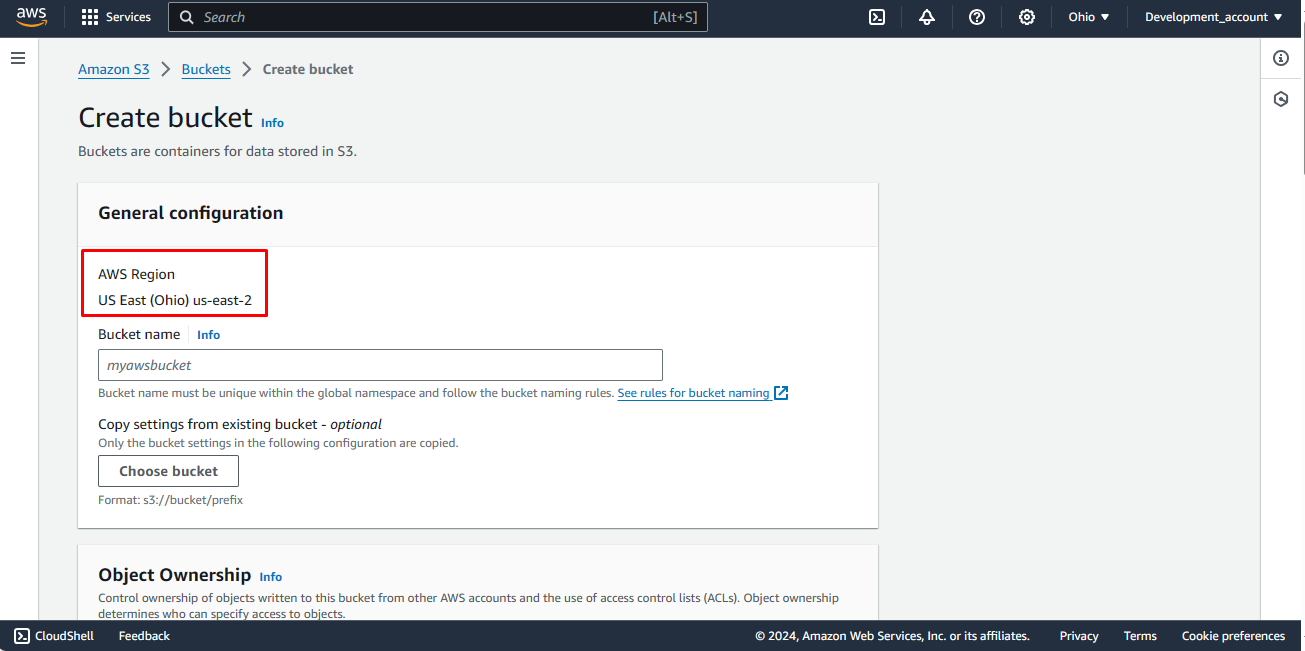 aws
Services
Search
[Alt+S]
Ohio
Development_account
Amazon S3
Buckets
Create bucket
Create bucket Info
Buckets are containers for data stored in S3.
General configuration
AWS Region
US East (Ohio) us-east-2
Bucket name Info
myawsbucket
Bucket name must be unique within the global namespace and follow the bucket naming rules. See rules for bucket naming
Copy settings from existing bucket - optional
Only the bucket settings in the following configuration are copied.
Choose bucket
Format: s3://bucket/prefix
Object Ownership Info
Control ownership of objects written to this bucket from other AWS accounts and the use of access control lists (ACLs). Object ownership
determines who can specify access to objects.
CloudShell
Feedback
© 2024, Amazon Web Services, Inc. or its affiliates.
Privacy
Terms
Cookie preferences